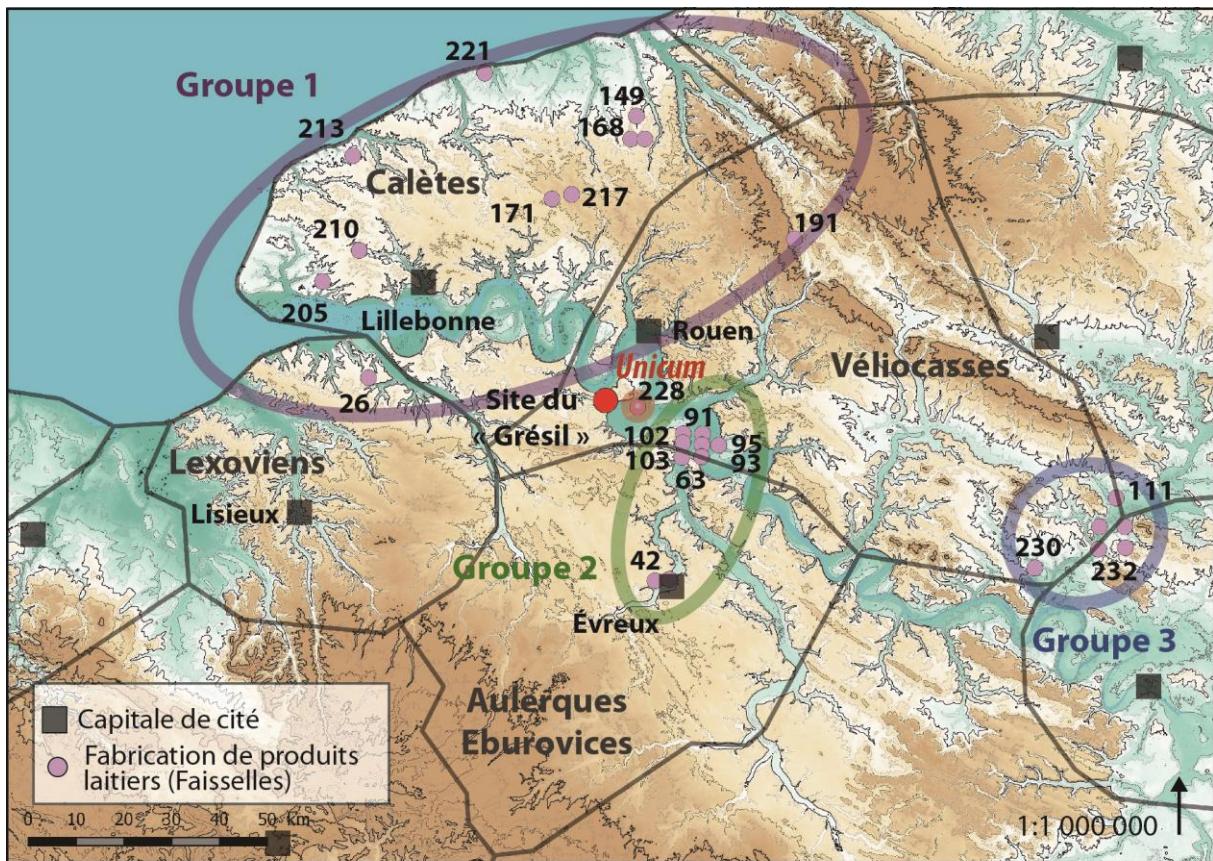 221
Groupe 1
149
213
168
Calètes
217
171
210
191
205
Lillebonne
Rouen
Unicum
Véliocasses
228
26
Site du
« Grésil »
91
102
95
103
93
63
Lexoviens
Lisieux
111
230
Groupe 2
42
232
Évreux
Groupe 3
Aulerques
Eburovices
Capitale de cité
Fabrication de produits
laitiers (Faisselles)
0 10 20 30 40 50 km
1:1 000 000